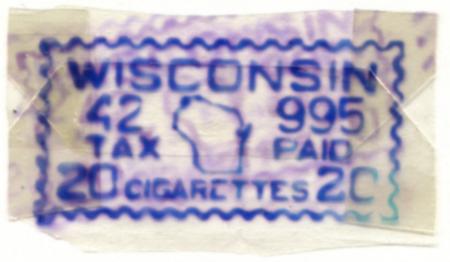 WISCONSIN
42 995
TAX PAID
20 CIGARETTES 20